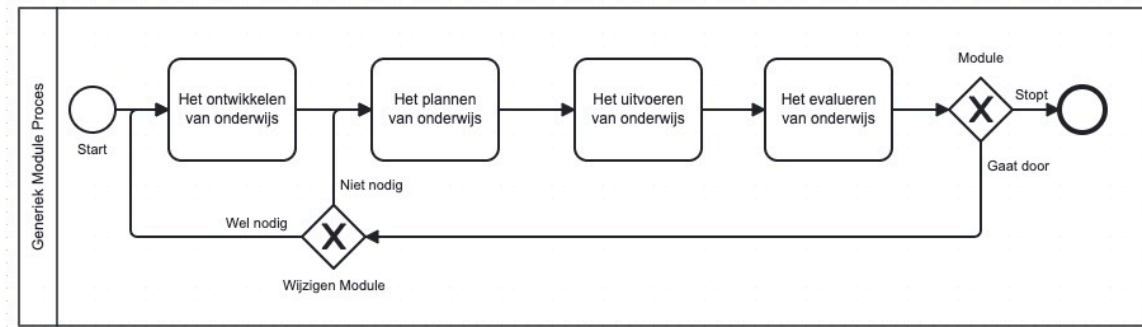 Generiek Module Proces
Start
Het ontwikkelen
van onderwijs
Het plannen
van onderwijs
Het uitvoeren
van onderwijs
Het evalueren
van onderwijs
Module
Stopt
Gaat door
Niet nodig
Wel nodig
Wijzigen Module